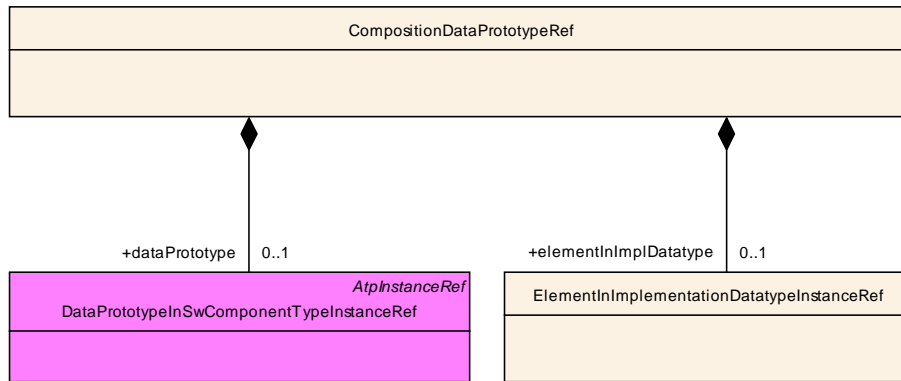 CompositionDataPrototypeRef
+dataPrototype 0..1
+elementInImplDatatype 0..1
AtpInstanceRef
DataPrototypeInSwComponentTypeInstanceRef
ElementInImplementationDatatypeInstanceRef